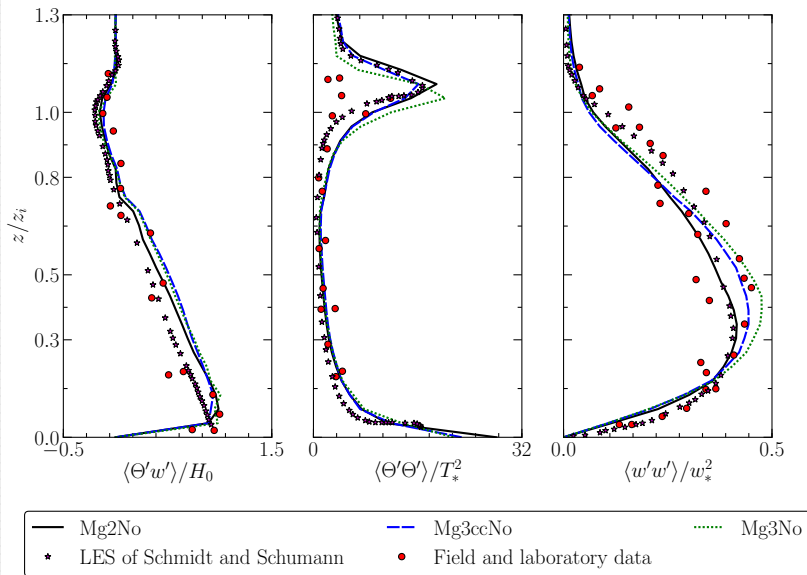 1.3
1.0
0.8
0.5
0.3
0.0
z/z_i
−0.5 1.5
0 32
0.0 0.5
⟨Θ′w′⟩/H_0
⟨Θ′Θ′⟩/T_*^2
⟨w′w′⟩/w_*^2
Mg2No Mg3ccNo Mg3No
LES of Schmidt and Schumann Field and laboratory data